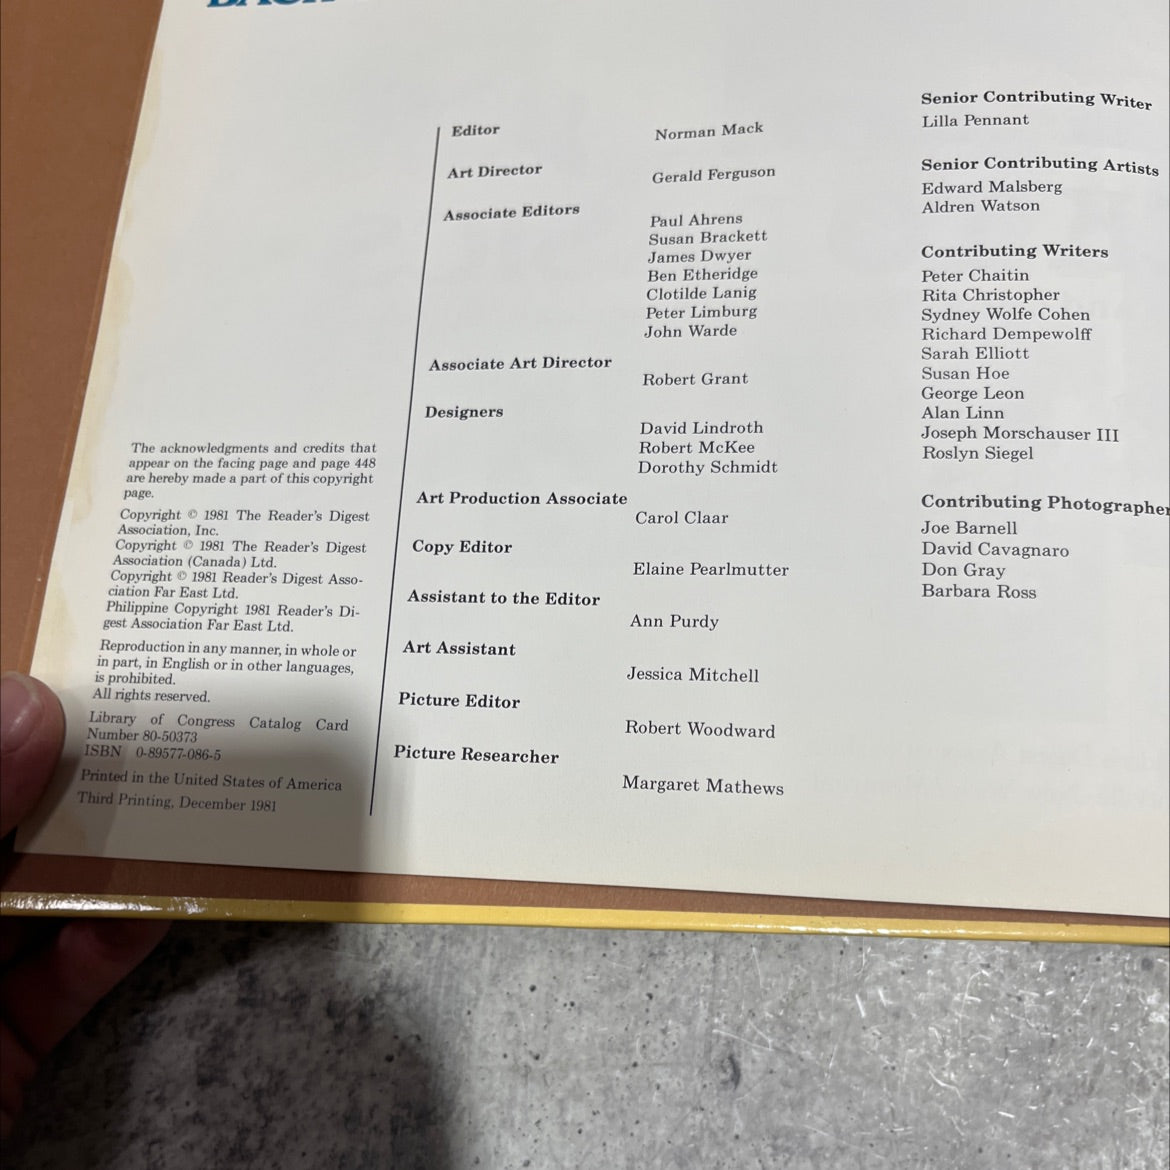 BACK
Editor
Norman Mack
Art Director
Gerald Ferguson
Associate Editors
Paul Ahrens
Susan Brackett
James Dwyer
Ben Etheridge
Clotilde Lanig
Peter Limburg
John Warde
Associate Art Director
Robert Grant
Designers
David Lindroth
Robert McKee
Dorothy Schmidt
Art Production Associate
Carol Claar
Copy Editor
Elaine Pearlmutter
Assistant to the Editor
Ann Purdy
Art Assistant
Jessica Mitchell
Picture Editor
Robert Woodward
Picture Researcher
Margaret Mathews
Senior Contributing Writer
Lilla Pennant
Senior Contributing Artists
Edward Malsberg
Aldren Watson
Contributing Writers
Peter Chaitin
Rita Christopher
Sydney Wolfe Cohen
Richard Dempewolff
Sarah Elliott
Susan Hoe
George Leon
Alan Linn
Joseph Morschauser III
Roslyn Siegel
Contributing Photographer
Joe Barnell
David Cavagnaro
Don Gray
Barbara Ross
The acknowledgments and credits that
appear on the facing page and page 448
are hereby made a part of this copyright
page.
Copyright © 1981 The Reader's Digest
Association, Inc.
Copyright © 1981 The Reader's Digest
Association (Canada) Ltd.
Copyright © 1981 Reader's Digest Asso-
ciation Far East Ltd.
Philippine Copyright 1981 Reader's Di-
gest Association Far East Ltd.
Reproduction in any manner, in whole or
in part, in English or in other languages,
is prohibited.
All rights reserved.
Library of Congress Catalog Card
Number 80-50373
ISBN 0-89577-086-5
Printed in the United States of America
Third Printing, December 1981